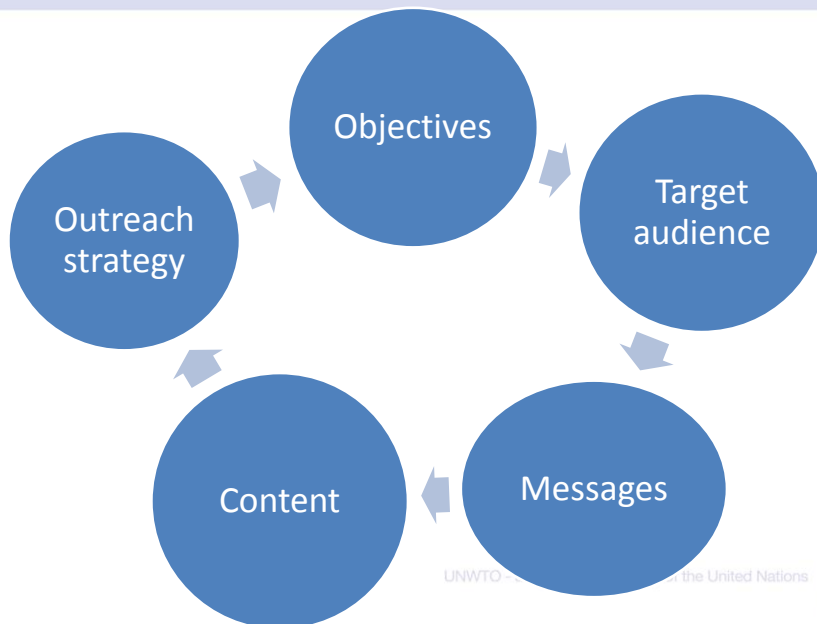 Objectives
Target
audience
Messages
Content
Outreach
strategy
UNWTO - the United Nations